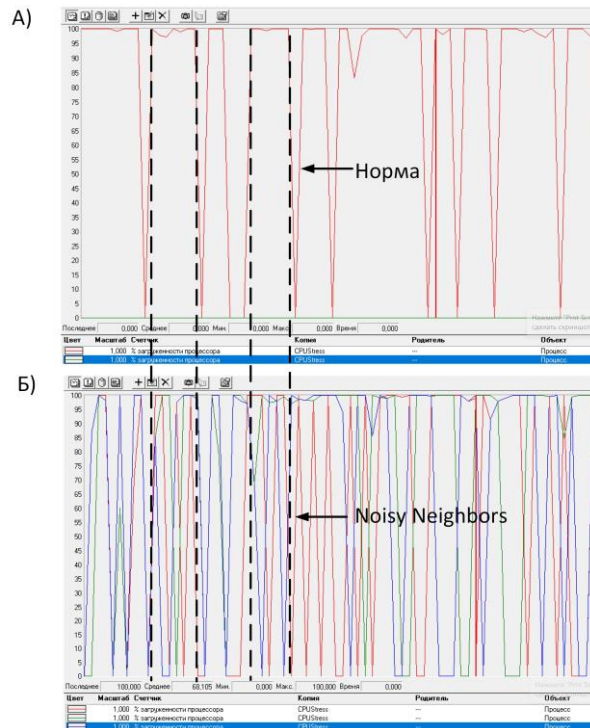 А)
100
95
90
85
80
75
70
65
60
55
50
45
40
35
30
25
20
15
10
5
0
Норма
Нажмите "Print Scr
сделать скриншот
Последнее 0,000 Среднее 0,000 Мин. 0,000 Макс. 0,000 Время 0,000
Цвет Масштаб Счетчик Копия Родитель Объект
1,000 % загруженности процессора CPUStress --- Процесс
1,000 % загруженности процессора CPUStress --- Процесс
Б)
100
95
90
85
80
75
70
65
60
55
50
45
40
35
30
25
20
15
10
5
0
Noisy Neighbors
Последнее 100,000 Среднее 68,105 Мин. 0,000 Макс. 100,000 Время 0,000
Цвет Масштаб Счетчик Копия Родитель Объект
1,000 % загруженности процессора CPUStress --- Процесс
1,000 % загруженности процессора CPUStress --- Процесс
1,000 % загруженности процессора CPUStress --- Процесс